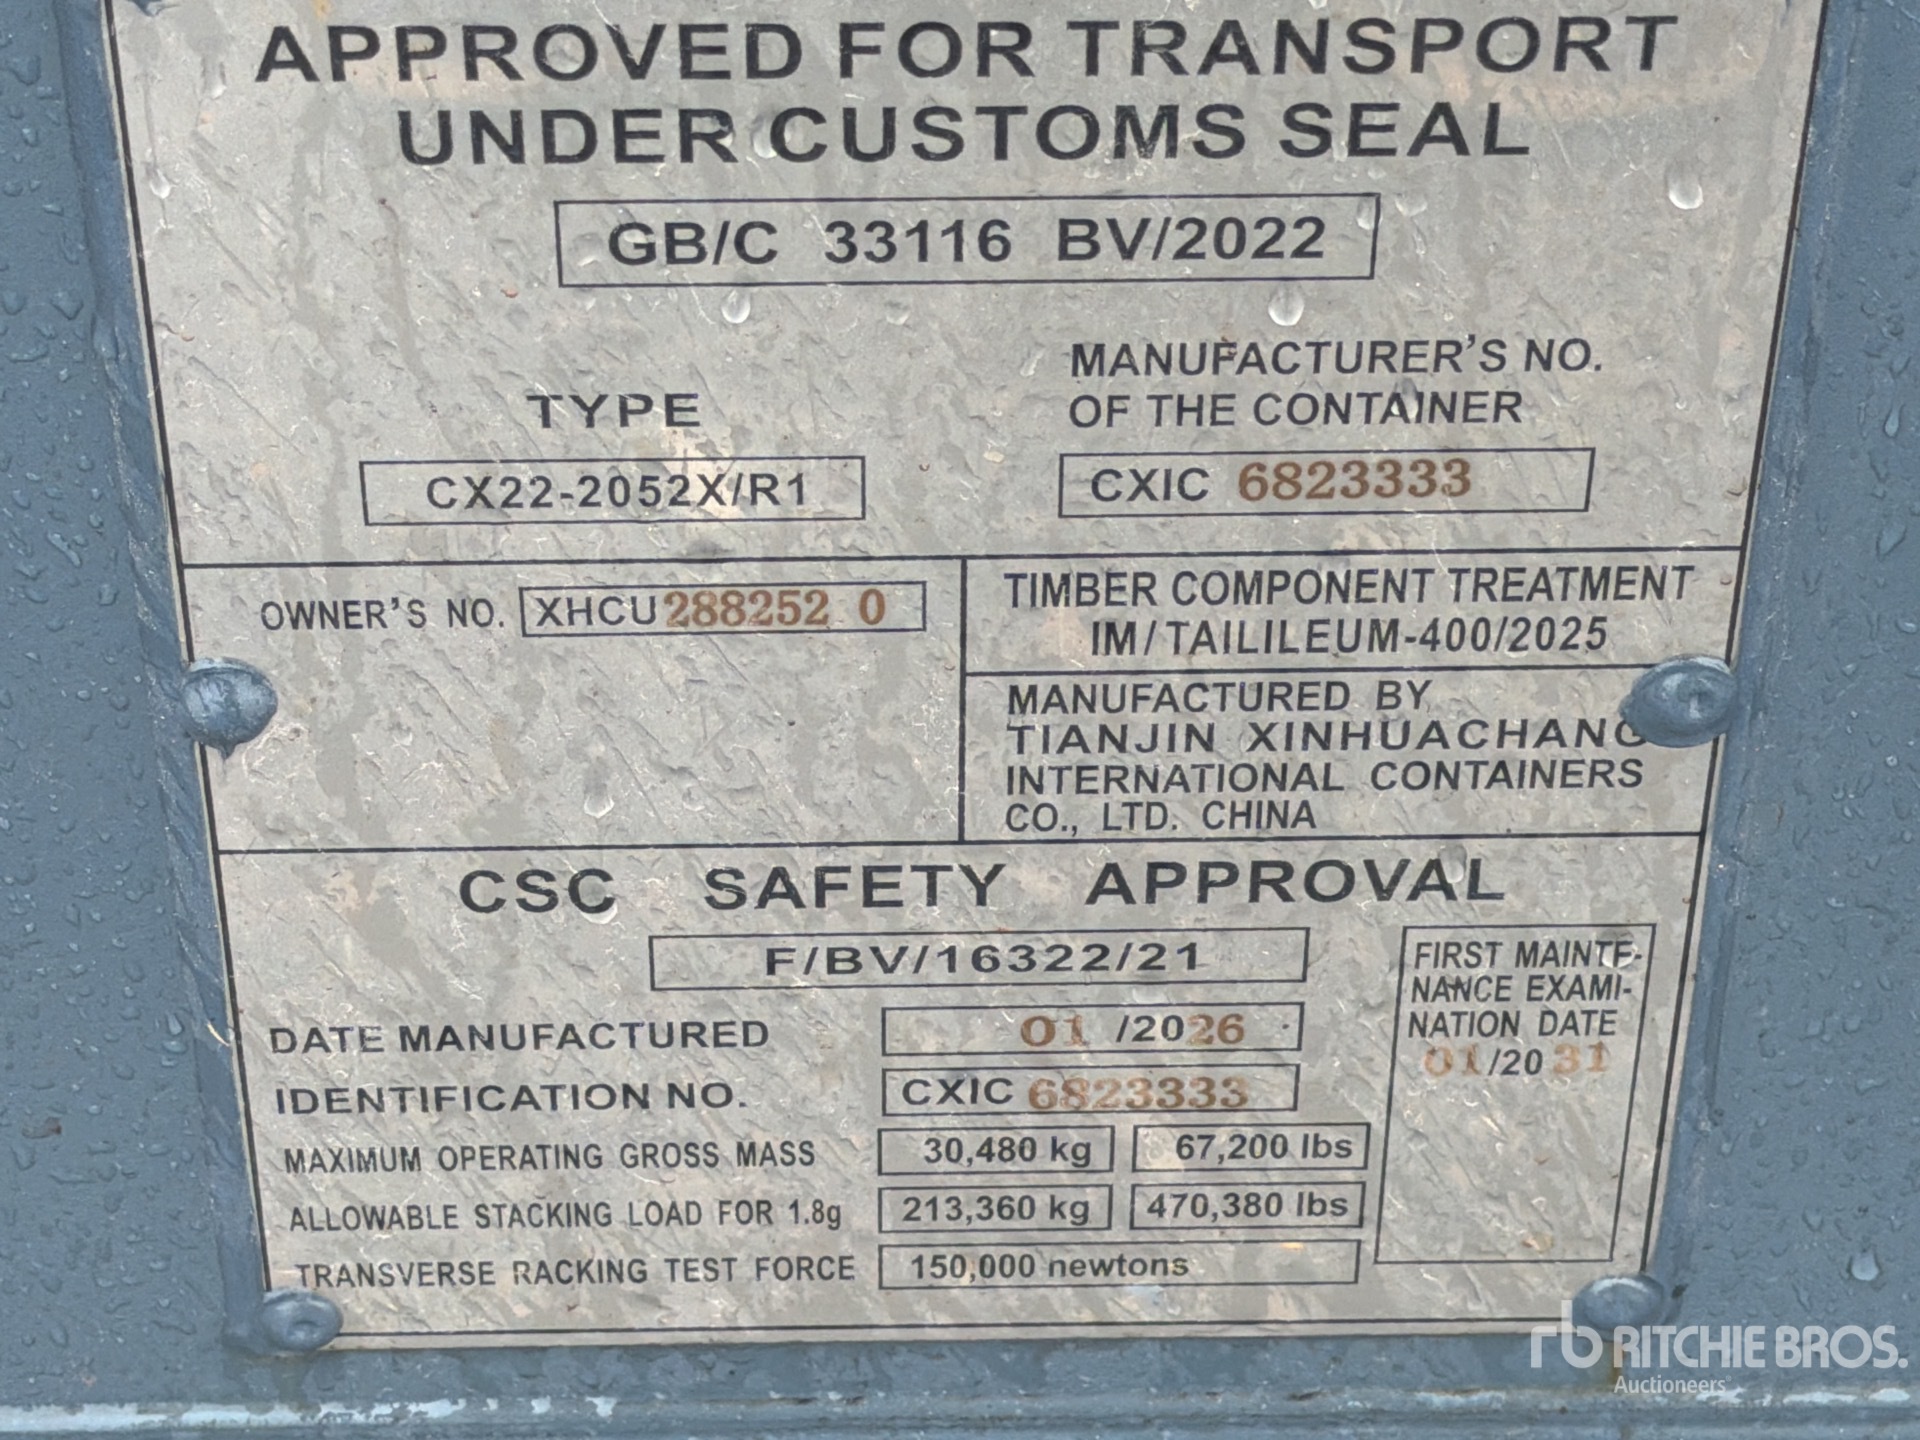 APPROVED FOR TRANSPORT
UNDER CUSTOMS SEAL
GB/C 33116 BV/2022
TYPE
CX22-2052X/R1
MANUFACTURER'S NO.
OF THE CONTAINER
CXIC 6823333
OWNER'S NO. XHCU 288252 0
TIMBER COMPONENT TREATMENT
IM/TAILILEUM-400/2025
MANUFACTURED BY
TIANJIN XINHUACHANG
INTERNATIONAL CONTAINERS
CO., LTD. CHINA
CSC SAFETY APPROVAL
F/BV/16322/21
DATE MANUFACTURED 01 /2026
IDENTIFICATION NO. CXIC 6823333
MAXIMUM OPERATING GROSS MASS 30,480 kg 67,200 lbs
ALLOWABLE STACKING LOAD FOR 1.8g 213,360 kg 470,380 lbs
TRANSVERSE RACKING TEST FORCE 150,000 newtons
FIRST MAINTE-
NANCE EXAMI-
NATION DATE
01/20 31
rb RITCHIE BROS.
Auctioneers